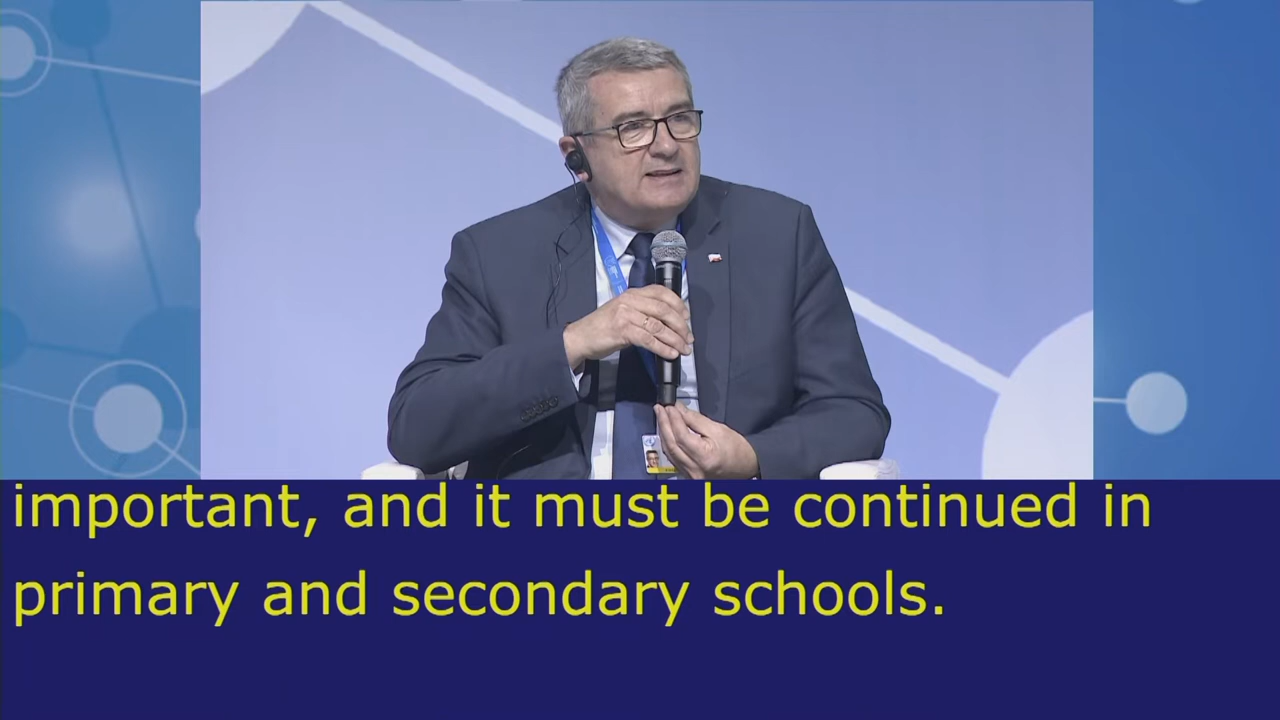 important, and it must be continued in
primary and secondary schools.